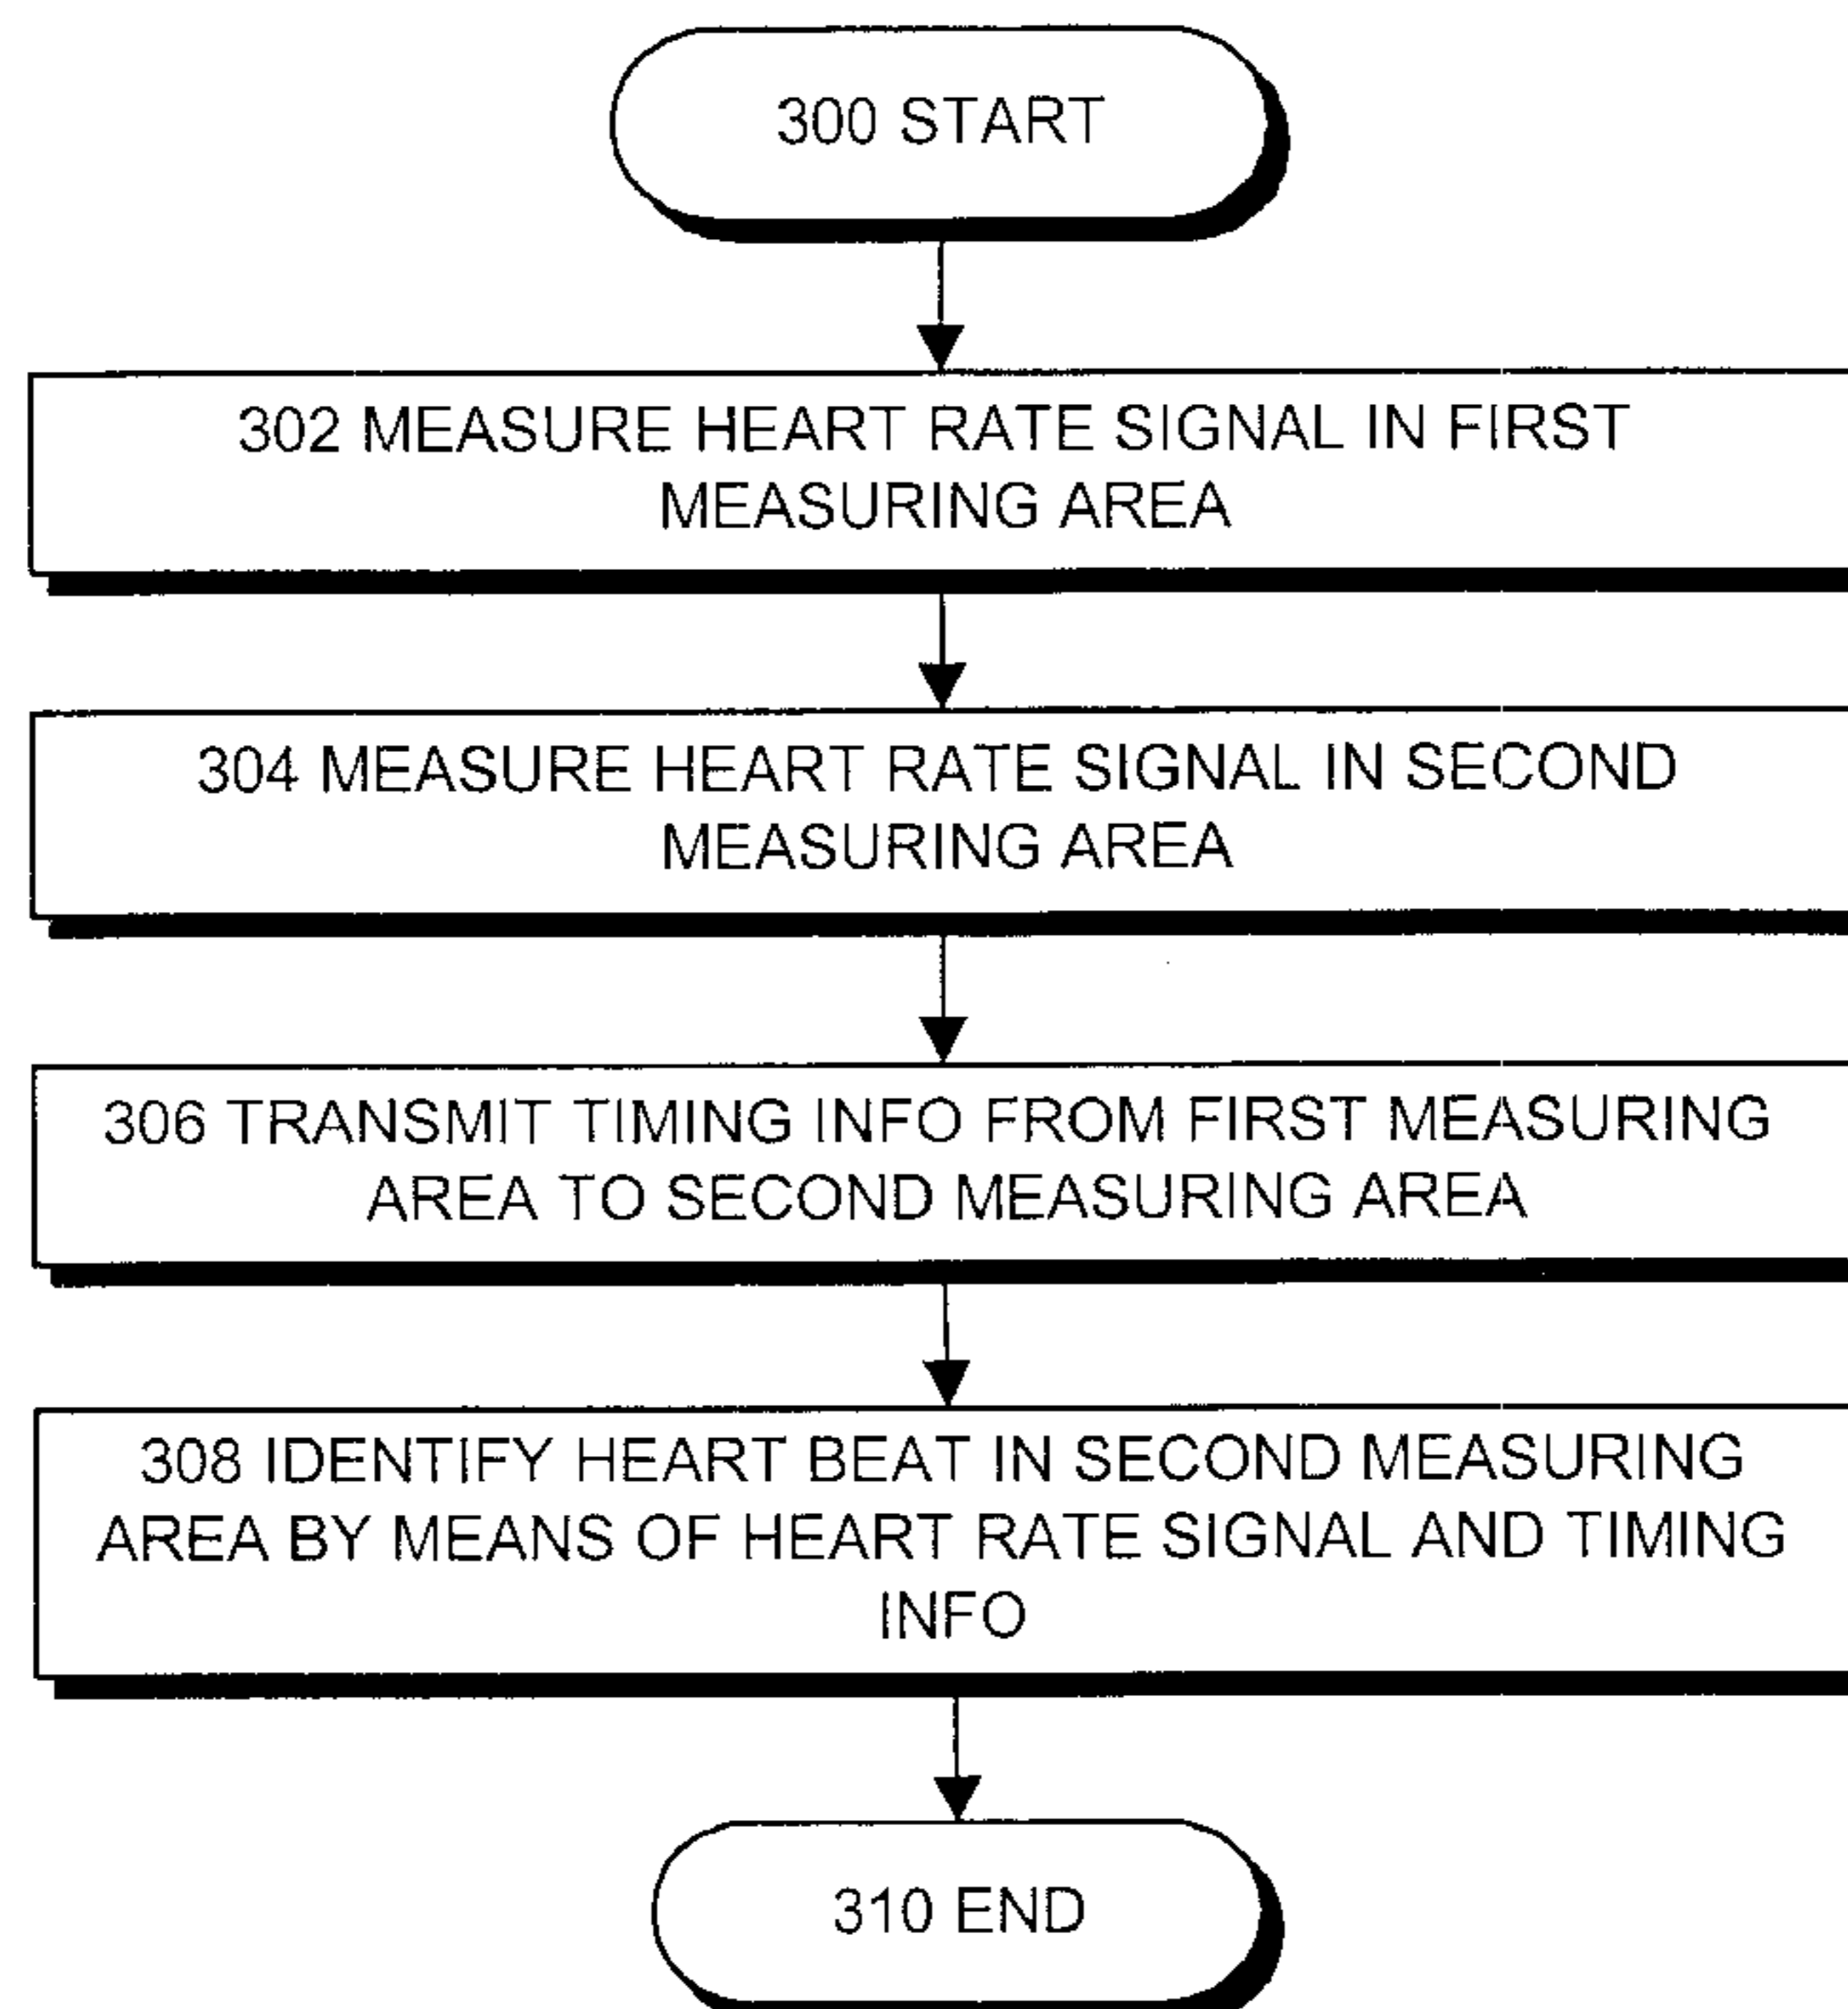 300 START
302 MEASURE HEART RATE SIGNAL IN FIRST
MEASURING AREA
304 MEASURE HEART RATE SIGNAL IN SECOND
MEASURING AREA
306 TRANSMIT TIMING INFO FROM FIRST MEASURING
AREA TO SECOND MEASURING AREA
308 IDENTIFY HEART BEAT IN SECOND MEASURING
AREA BY MEANS OF HEART RATE SIGNAL AND TIMING
INFO
310 END